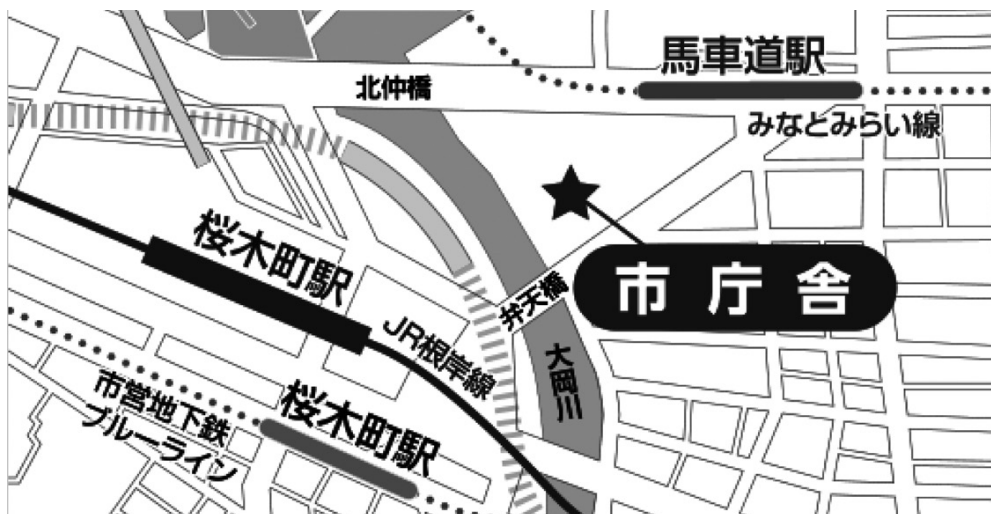 馬車道駅
北仲橋
みなとみらい線
桜木町駅
市庁舎
弁天橋
JR根岸線
大岡川
市営地下鉄
ブルーライン
桜木町駅